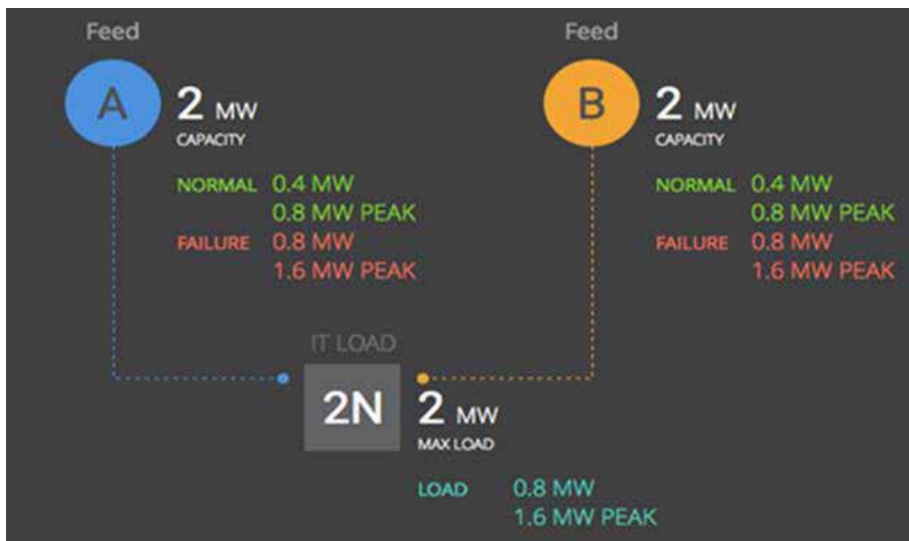 Feed
A
2 MW
CAPACITY
NORMAL 0.4 MW
0.8 MW PEAK
FAILURE 0.8 MW
1.6 MW PEAK
Feed
B
2 MW
CAPACITY
NORMAL 0.4 MW
0.8 MW PEAK
FAILURE 0.8 MW
1.6 MW PEAK
IT LOAD
2N
2 MW
MAX LOAD
LOAD 0.8 MW
1.6 MW PEAK